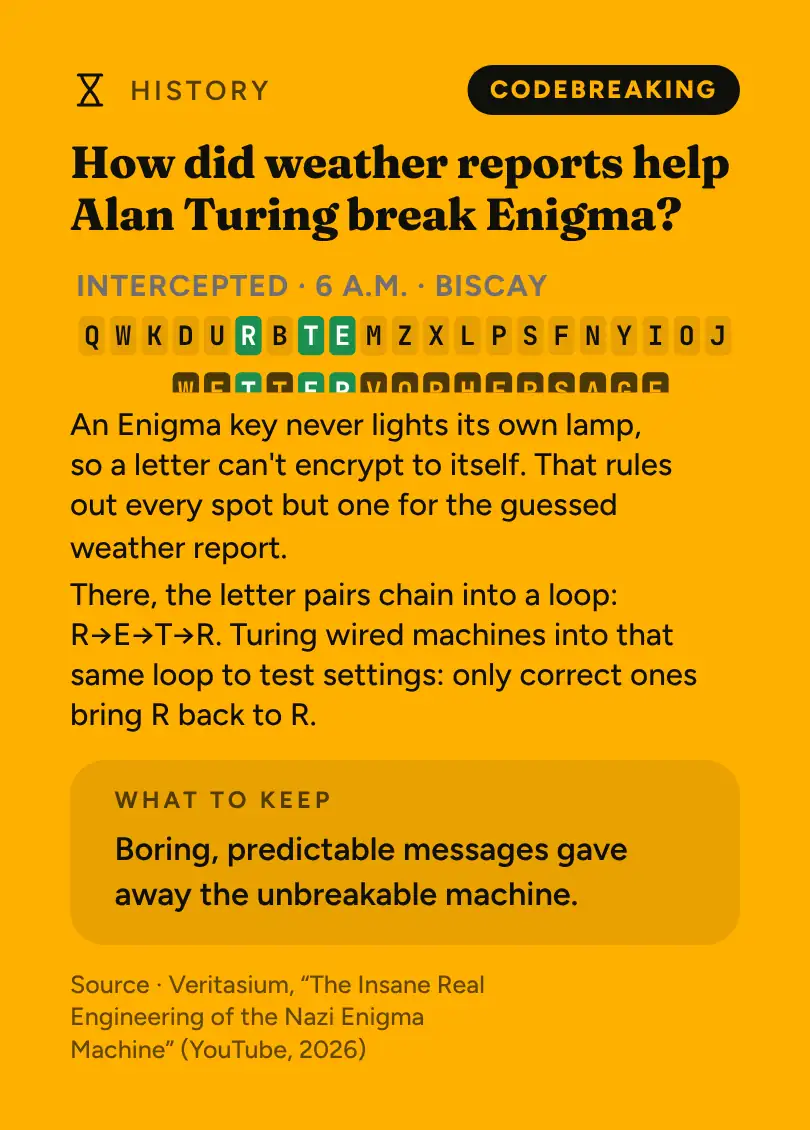 HISTORY
CODEBREAKING
How did weather reports help
Alan Turing break Enigma?
INTERCEPTED · 6 A.M. · BISCAY
QWKDURBTEMZXLPSFNYIOJ
WETTERVORHERSAGE
An Enigma key never lights its own lamp,
so a letter can't encrypt to itself. That rules
out every spot but one for the guessed
weather report.
There, the letter pairs chain into a loop:
R→E→T→R. Turing wired machines into that
same loop to test settings: only correct ones
bring R back to R.
WHAT TO KEEP
Boring, predictable messages gave
away the unbreakable machine.
Source · Veritasium, “The Insane Real
Engineering of the Nazi Enigma
Machine” (YouTube, 2026)